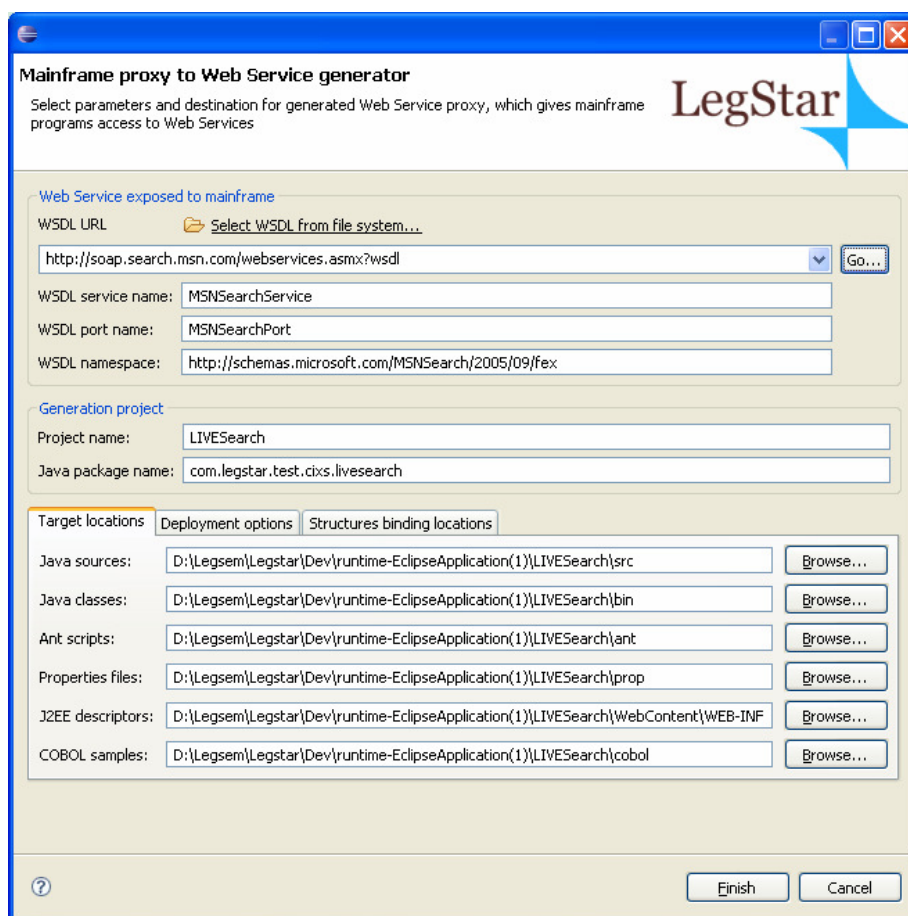 Mainframe proxy to Web Service generator
Select parameters and destination for generated Web Service proxy, which gives mainframe
programs access to Web Services
LegStar
Web Service exposed to mainframe
WSDL URL Select WSDL from file system...
http://soap.search.msn.com/webservices.asmx?wsdl Go...
WSDL service name: MSNSearchService
WSDL port name: MSNSearchPort
WSDL namespace: http://schemas.microsoft.com/MSNSearch/2005/09/fex
Generation project
Project name: LIVESearch
Java package name: com.legstar.test.cixs.livesearch
Target locations Deployment options Structures binding locations
Java sources: D:\Legsem\Legstar\Dev\runtime-EclipseApplication(1)\LIVESearch\src Browse...
Java classes: D:\Legsem\Legstar\Dev\runtime-EclipseApplication(1)\LIVESearch\bin Browse...
Ant scripts: D:\Legsem\Legstar\Dev\runtime-EclipseApplication(1)\LIVESearch\ant Browse...
Properties files: D:\Legsem\Legstar\Dev\runtime-EclipseApplication(1)\LIVESearch\prop Browse...
J2EE descriptors: D:\Legsem\Legstar\Dev\runtime-EclipseApplication(1)\LIVESearch\WebContent\WEB-INF Browse...
COBOL samples: D:\Legsem\Legstar\Dev\runtime-EclipseApplication(1)\LIVESearch\cobol Browse...
? Finish Cancel